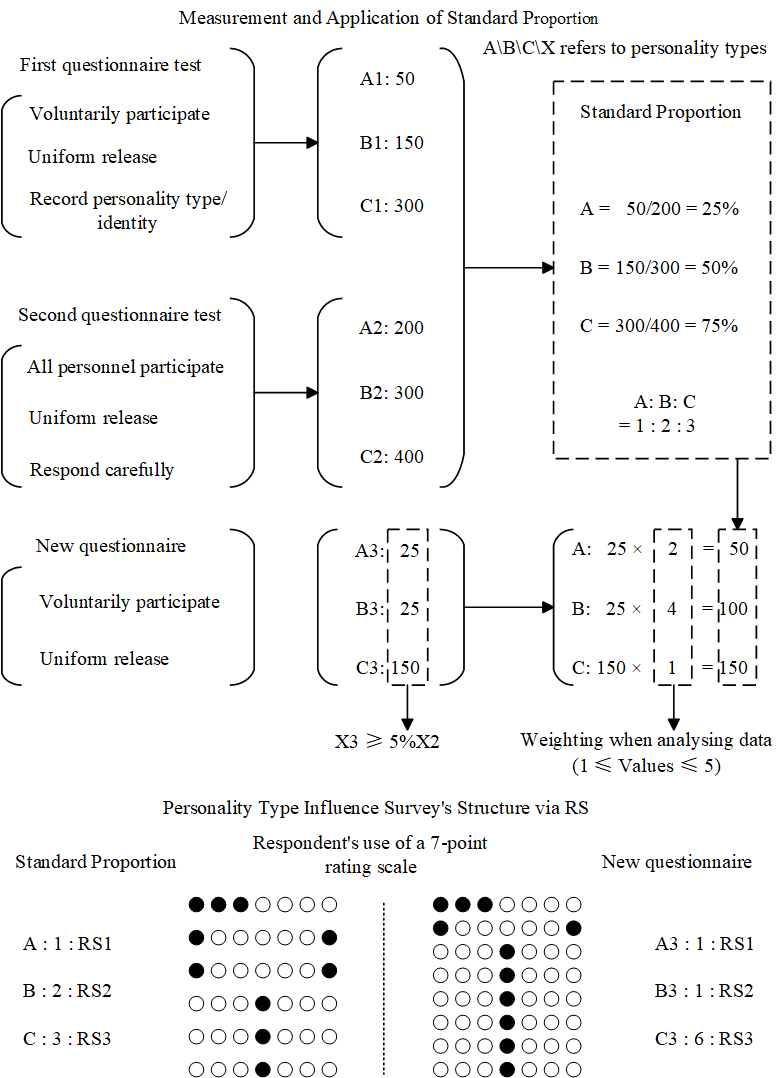 Measurement and Application of Standard Proportion
A\B\C\X refers to personality types
First questionnaire test
Voluntarily participate
Uniform release
Record personality type/
identity
A1: 50
B1: 150
C1: 300
Standard Proportion
A = 50/200 = 25%
B = 150/300 = 50%
C = 300/400 = 75%
A: B: C
= 1 : 2 : 3
Second questionnaire test
All personnel participate
Uniform release
Respond carefully
A2: 200
B2: 300
C2: 400
New questionnaire
Voluntarily participate
Uniform release
A3: 25
B3: 25
C3: 150
X3 ⩾ 5%X2
A: 25 × 2 = 50
B: 25 × 4 = 100
C: 150 × 1 = 150
Weighting when analysing data
(1 ⩽ Values ⩽ 5)
Personality Type Influence Survey's Structure via RS
Standard Proportion
Respondent's use of a 7-point
rating scale
New questionnaire
A : 1 : RS1
B : 2 : RS2
C : 3 : RS3
A3 : 1 : RS1
B3 : 1 : RS2
C3 : 6 : RS3